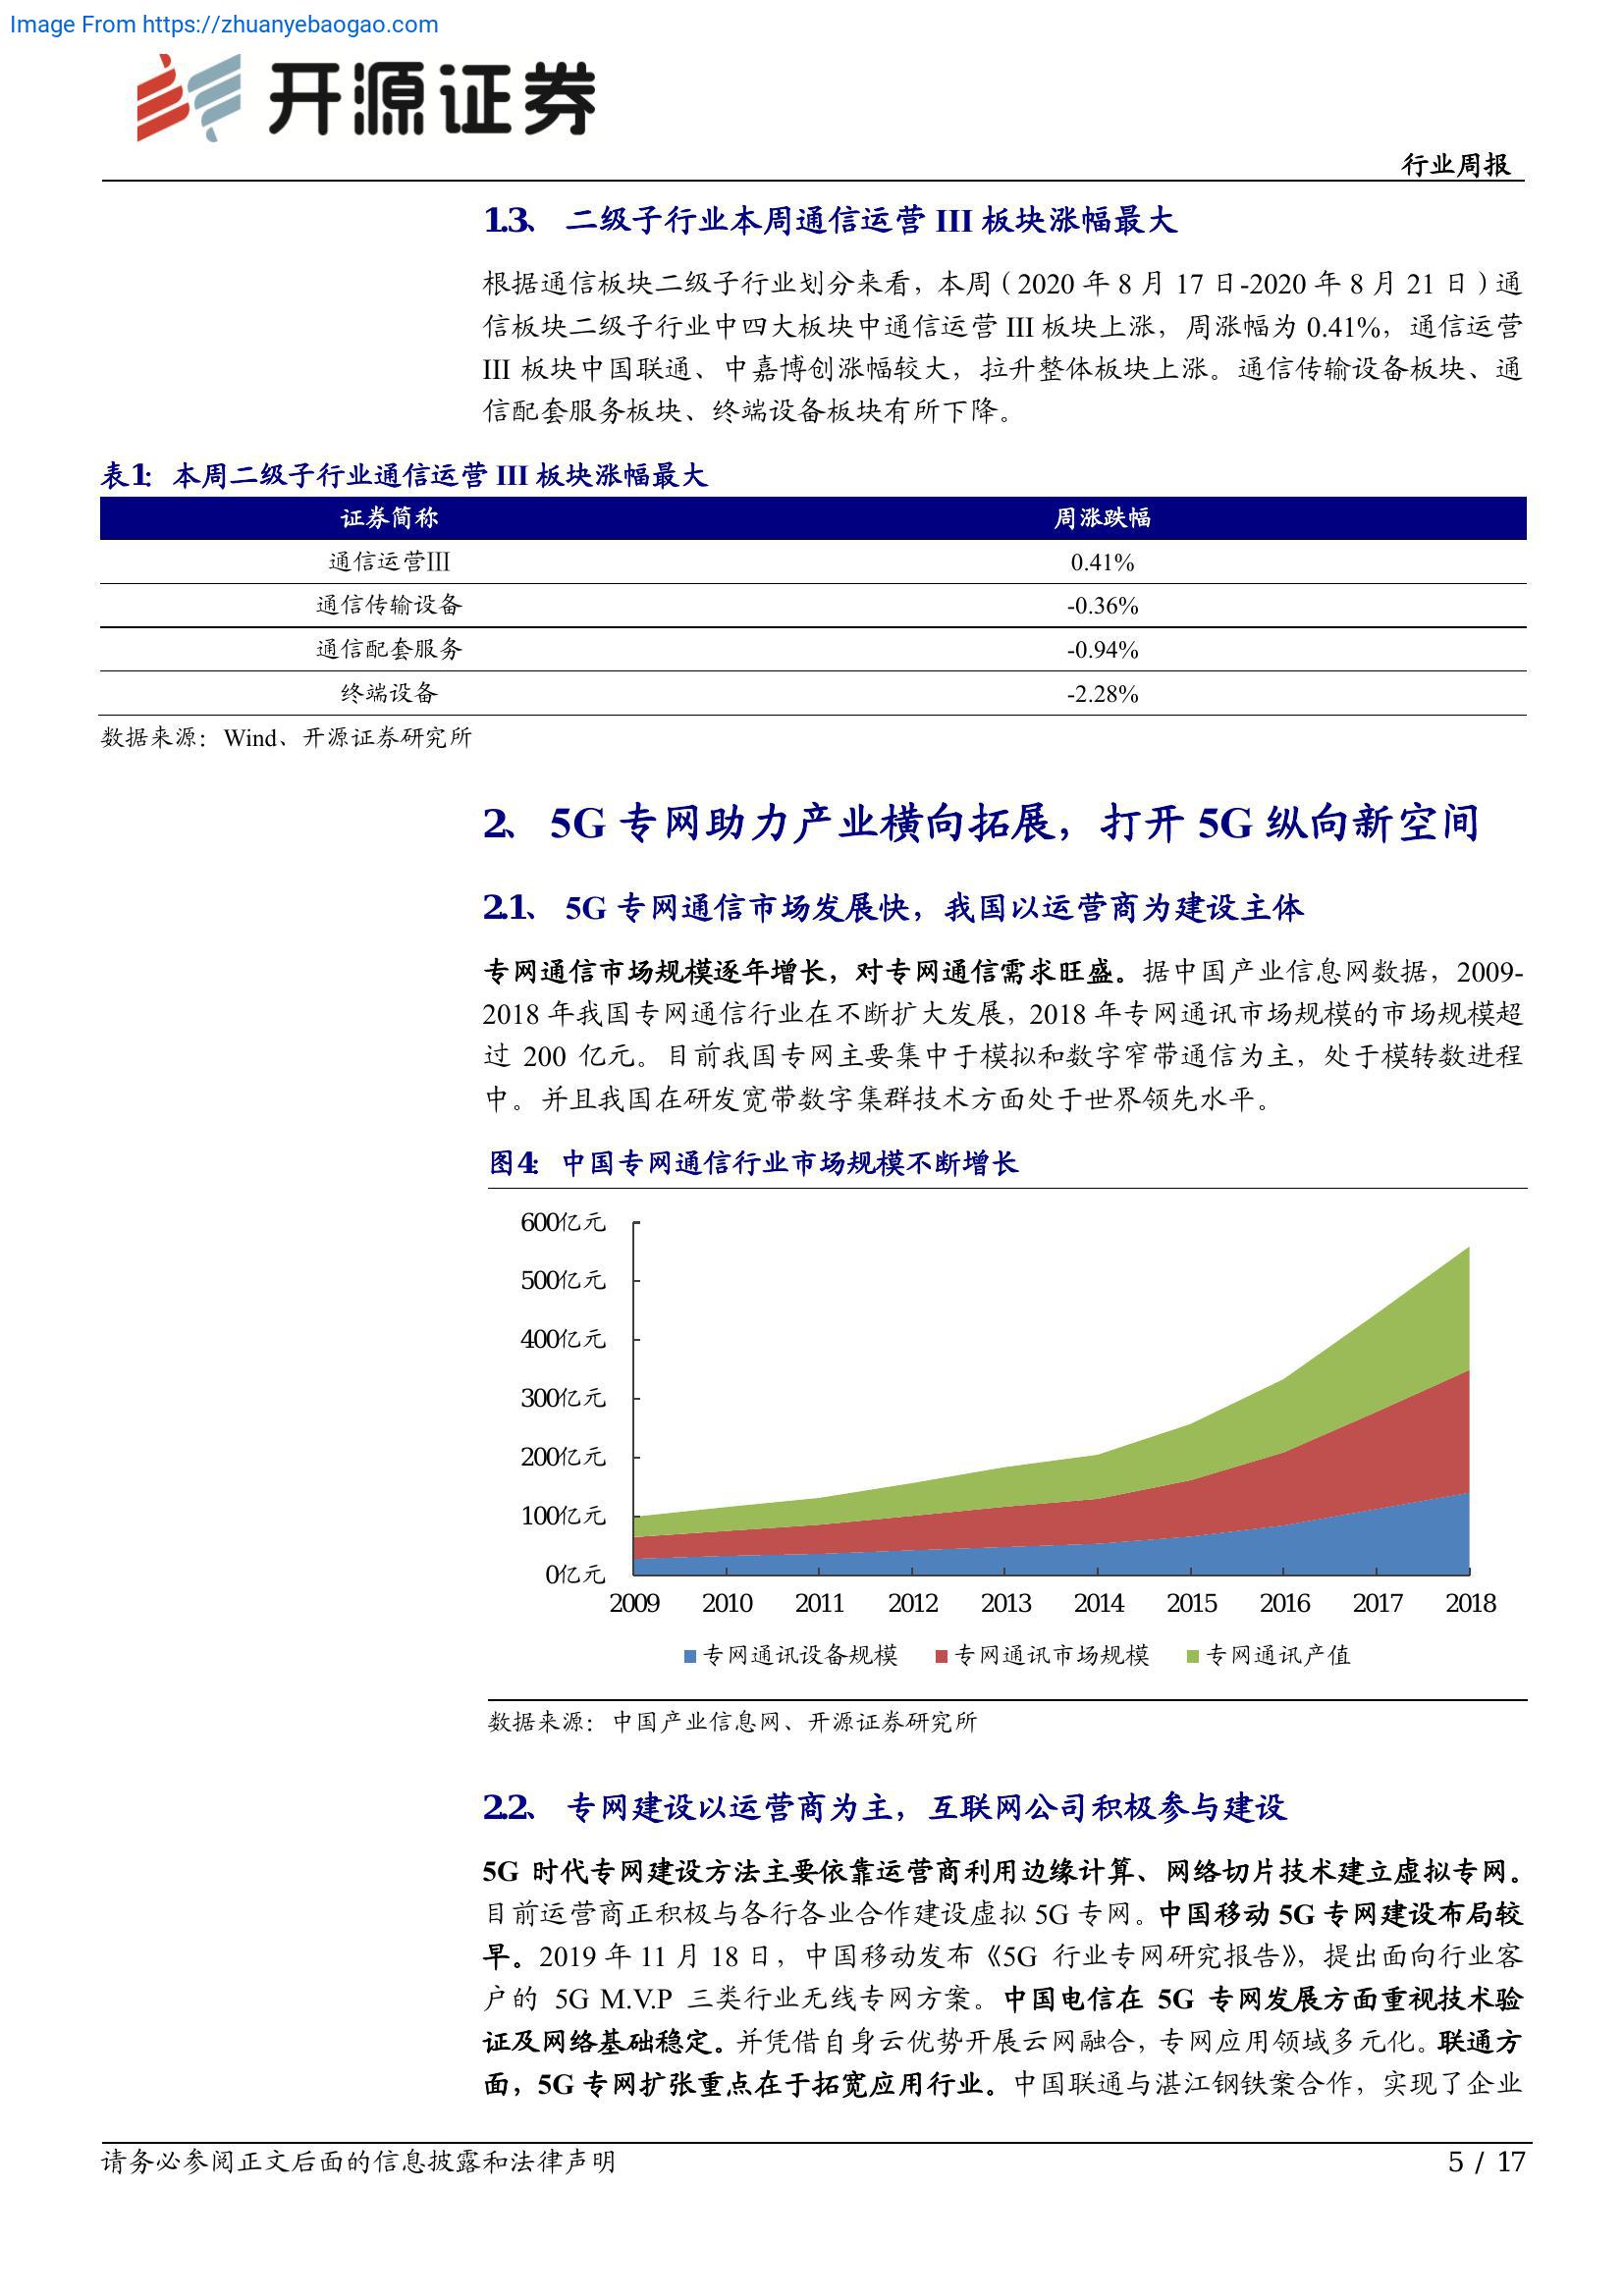 Image From https://zhuanyebaogao.com
开源证券
行业周报
1.3、 二级子行业本周通信运营 III 板块涨幅最大
根据通信板块二级子行业划分来看，本周（2020 年 8 月 17 日-2020 年 8 月 21 日）通
信板块二级子行业中四大板块中通信运营 III 板块上涨，周涨幅为 0.41%，通信运营
III 板块中国联通、中嘉博创涨幅较大，拉升整体板块上涨。通信传输设备板块、通
信配套服务板块、终端设备板块有所下降。
表1： 本周二级子行业通信运营 III 板块涨幅最大
证券简称 周涨跌幅
通信运营III 0.41%
通信传输设备 -0.36%
通信配套服务 -0.94%
终端设备 -2.28%
数据来源：Wind、开源证券研究所
2、 5G 专网助力产业横向拓展，打开 5G 纵向新空间
2.1、 5G 专网通信市场发展快，我国以运营商为建设主体
专网通信市场规模逐年增长，对专网通信需求旺盛。据中国产业信息网数据，2009-
2018 年我国专网通信行业在不断扩大发展，2018 年专网通讯市场规模的市场规模超
过 200 亿元。目前我国专网主要集中于模拟和数字窄带通信为主，处于模转数进程
中。并且我国在研发宽带数字集群技术方面处于世界领先水平。
图4： 中国专网通信行业市场规模不断增长
600亿元
500亿元
400亿元
300亿元
200亿元
100亿元
0亿元
2009 2010 2011 2012 2013 2014 2015 2016 2017 2018
专网通讯设备规模 专网通讯市场规模 专网通讯产值
数据来源：中国产业信息网、开源证券研究所
2.2、 专网建设以运营商为主，互联网公司积极参与建设
5G 时代专网建设方法主要依靠运营商利用边缘计算、网络切片技术建立虚拟专网。
目前运营商正积极与各行各业合作建设虚拟 5G 专网。中国移动 5G 专网建设布局较
早。2019 年 11 月 18 日，中国移动发布《5G 行业专网研究报告》，提出面向行业客
户的 5G M.V.P 三类行业无线专网方案。中国电信在 5G 专网发展方面重视技术验
证及网络基础稳定。并凭借自身云优势开展云网融合，专网应用领域多元化。联通方
面，5G 专网扩张重点在于拓宽应用行业。中国联通与湛江钢铁案合作，实现了企业
请务必参阅正文后面的信息披露和法律声明
5 / 17